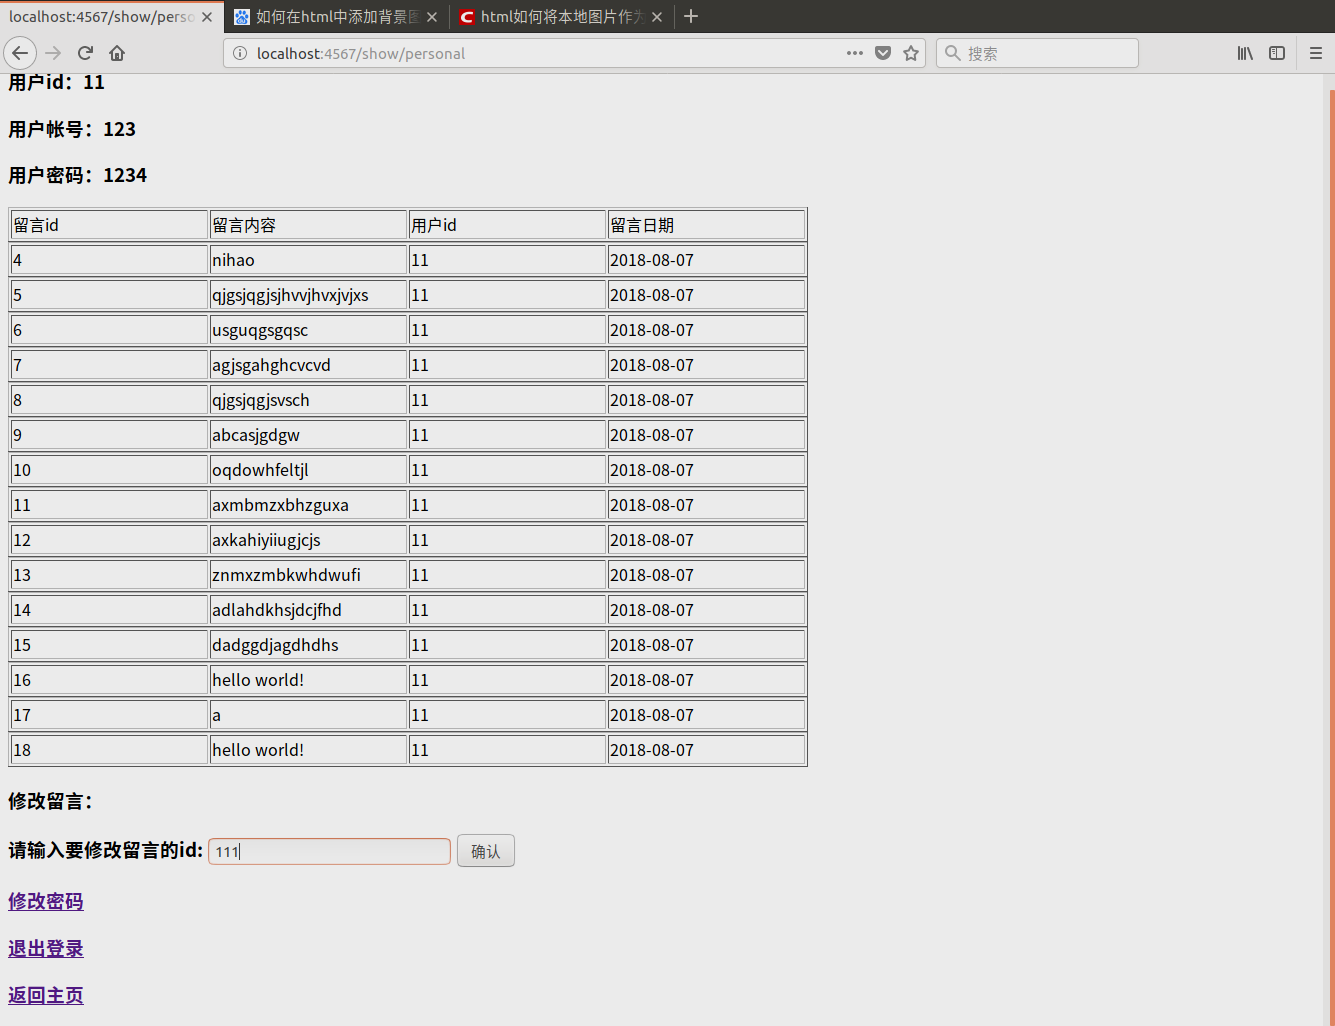 localhost:4567/show/perso
如何在html中添加背景图
html如何将本地图片作为
localhost:4567/show/personal
搜索
用户id：11
用户帐号：123
用户密码：1234
留言id 留言内容 用户id 留言日期
4 nihao 11 2018-08-07
5 qjgsjqgjsjhvvjhvxjvjxs 11 2018-08-07
6 usguqgsgqsc 11 2018-08-07
7 agjsgahghcvcvd 11 2018-08-07
8 qjgsjqgjsvsch 11 2018-08-07
9 abcasjgdgw 11 2018-08-07
10 oqdowhfeltjl 11 2018-08-07
11 axmbmzxbhzguxa 11 2018-08-07
12 axkahiyiiugjcjs 11 2018-08-07
13 znmxzmbkwhdwufi 11 2018-08-07
14 adlahdkhsjdcjfhd 11 2018-08-07
15 dadggdjagdhdhs 11 2018-08-07
16 hello world! 11 2018-08-07
17 a 11 2018-08-07
18 hello world! 11 2018-08-07
修改留言：
请输入要修改留言的id: 111 确认
修改密码
退出登录
返回主页